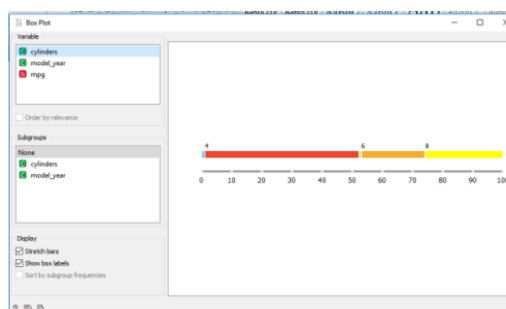 Box Plot
Variable
cylinders
model_year
mpg
Order by relevance
Subgroups
None
cylinders
model_year
Display
Stretch bars
Show box labels
Sort by subgroup frequencies
4 6 8
0 10 20 30 40 50 60 70 80 90